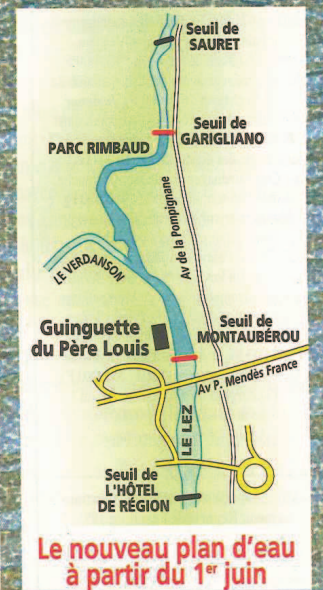 Seuil de
SAURET
Seuil de
GARIGLIANO
PARC RIMBAUD
Av de la Pompignane
LE VERDANSON
Guinguette
du Père Louis
Seuil de
MONTAUBÉROU
Av P. Mendès France
LE LEZ
Seuil de
L'HÔTEL
DE RÉGION
Le nouveau plan d'eau
à partir du 1er juin